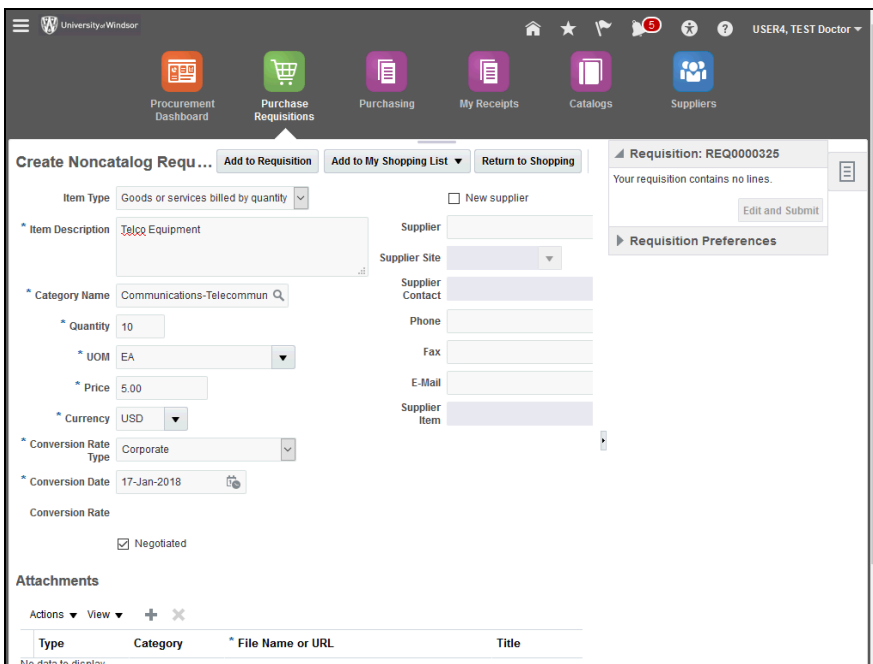 University of Windsor
5
USER4, TEST Doctor
Procurement Dashboard
Purchase Requisitions
Purchasing
My Receipts
Catalogs
Suppliers
Create Noncatalog Requ...
Add to Requisition
Add to My Shopping List
Return to Shopping
Item Type Goods or services billed by quantity
* Item Description Telco Equipment
* Category Name Communications-Telecommun
* Quantity 10
* UOM EA
* Price 5.00
* Currency USD
* Conversion Rate Type Corporate
* Conversion Date 17-Jan-2018
Conversion Rate
Negotiated
New supplier
Supplier
Supplier Site
Supplier Contact
Phone
Fax
E-Mail
Supplier Item
Requisition: REQ0000325
Your requisition contains no lines.
Edit and Submit
Requisition Preferences
Attachments
Actions View
Type Category * File Name or URL Title
No data to display